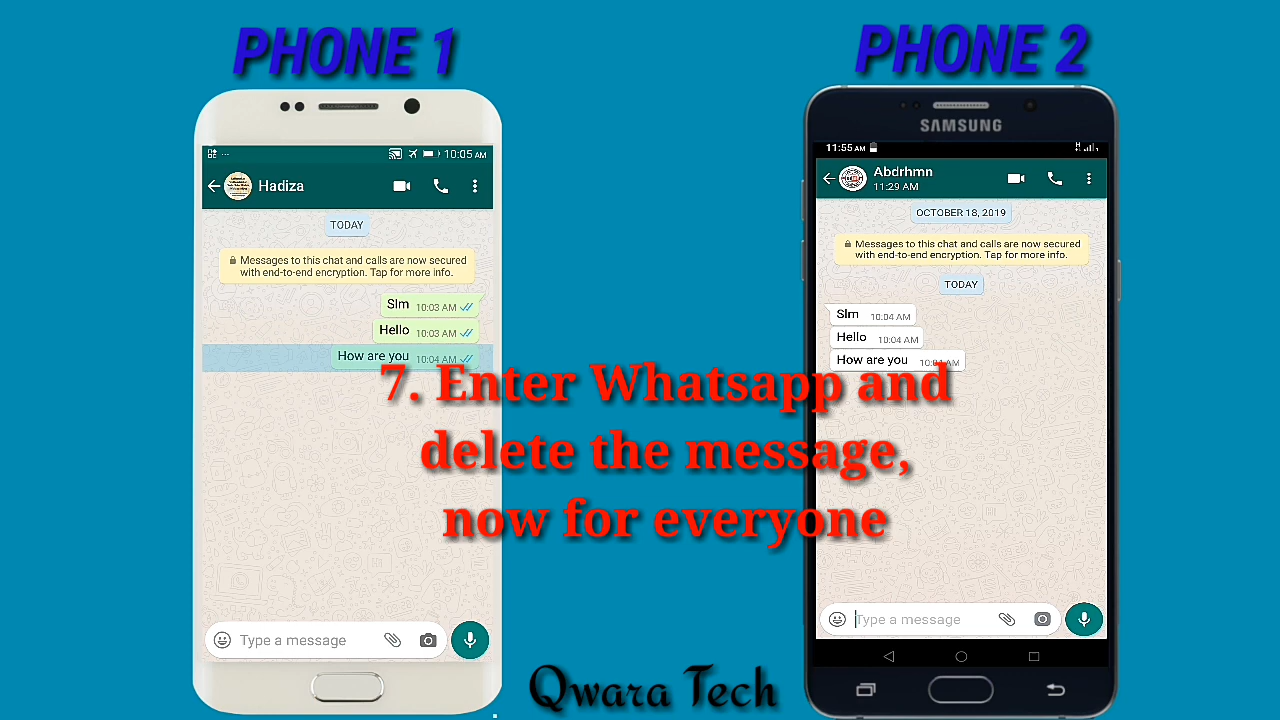 PHONE 1
10:05 AM
Hadiza
TODAY
Messages to this chat and calls are now secured
with end-to-end encryption. Tap for more info.
Slm 10:03 AM
Hello 10:03 AM
How are you 10:04 AM
Type a message
PHONE 2
SAMSUNG
11:55 AM
Abdrhmn
11:29 AM
OCTOBER 18, 2019
Messages to this chat and calls are now secured
with end-to-end encryption. Tap for more info.
TODAY
Slm 10:04 AM
Hello 10:04 AM
How are you 10:04 AM
Type a message
7. Enter Whatsapp and
delete the message,
now for everyone
Qwara Tech